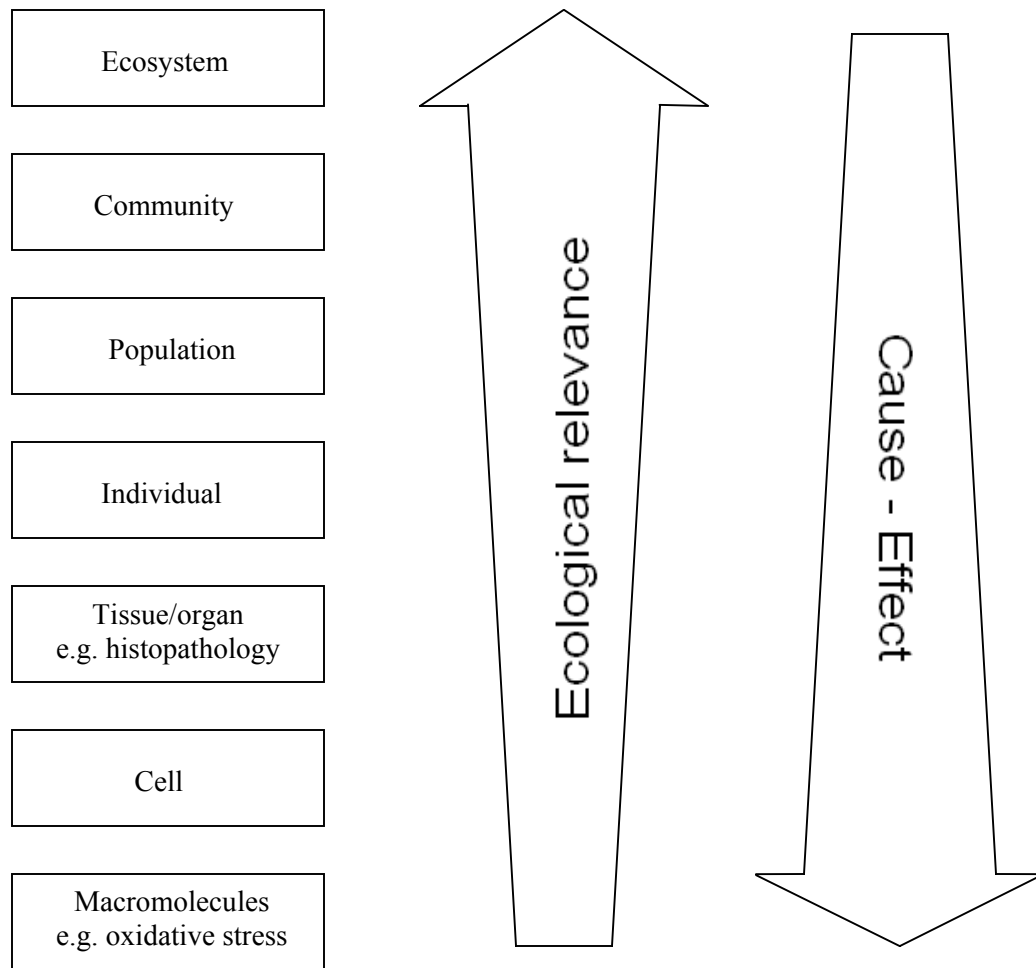 Ecosystem
Community
Population
Individual
Tissue/organ
e.g. histopathology
Cell
Macromolecules
e.g. oxidative stress
Ecological relevance
Cause - Effect